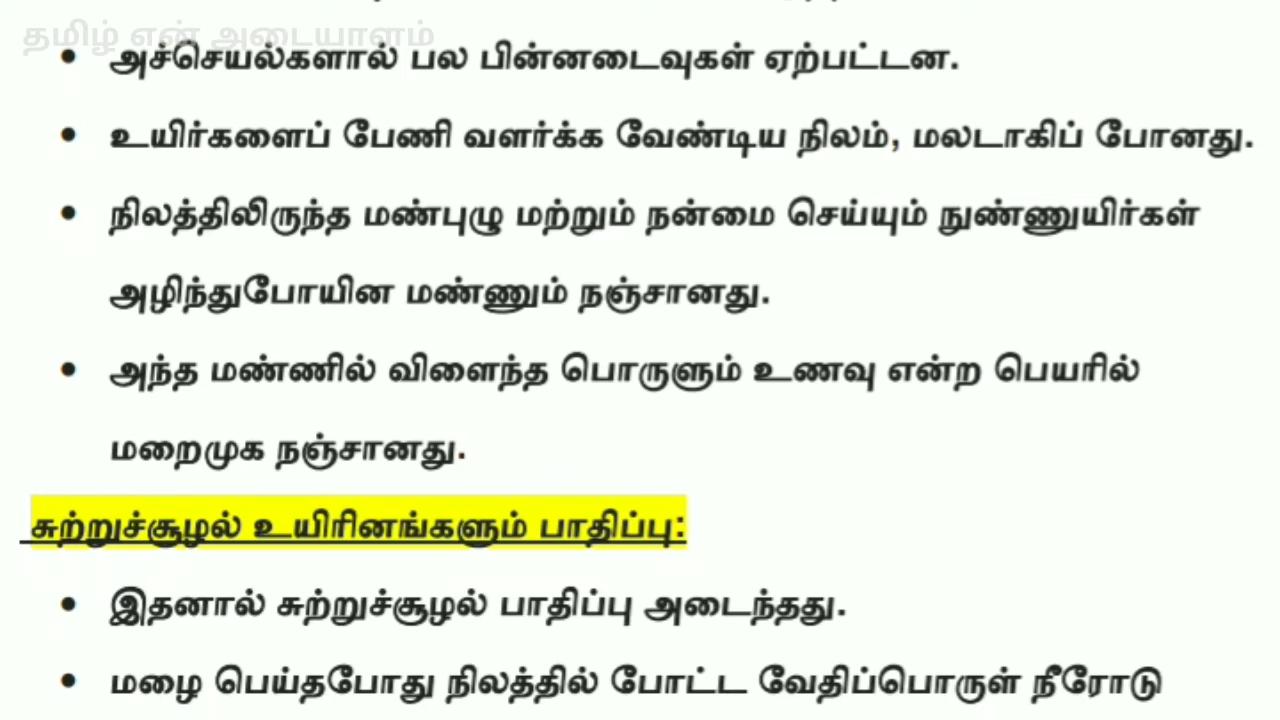 தமிழ் என் அடையாளம்
• அச்செயல்களால் பல பின்னடைவுகள் ஏற்பட்டன.
• உயிர்களைப் பேணி வளர்க்க வேண்டிய நிலம், மலடாகிப் போனது.
• நிலத்திலிருந்த மண்புழு மற்றும் நன்மை செய்யும் நுண்ணுயிர்கள்
அழிந்துபோயின மண்ணும் நஞ்சானது.
• அந்த மண்ணில் விளைந்த பொருளும் உணவு என்ற பெயரில்
மறைமுக நஞ்சானது.
சுற்றுச்சூழல் உயிரினங்களும் பாதிப்பு:
• இதனால் சுற்றுச்சூழல் பாதிப்பு அடைந்தது.
• மழை பெய்தபோது நிலத்தில் போட்ட வேதிப்பொருள் நீரோடு